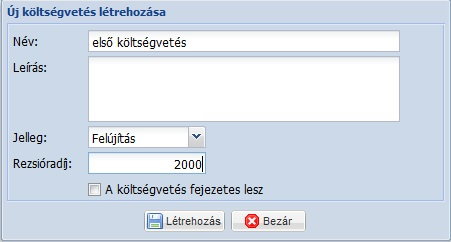 Új költségvetés létrehozása
Név: első költségvetés
Leírás:
Jelleg: Felújítás
Rezsióradíj: 2000
A költségvetés fejezetes lesz
Létrehozás Bezár